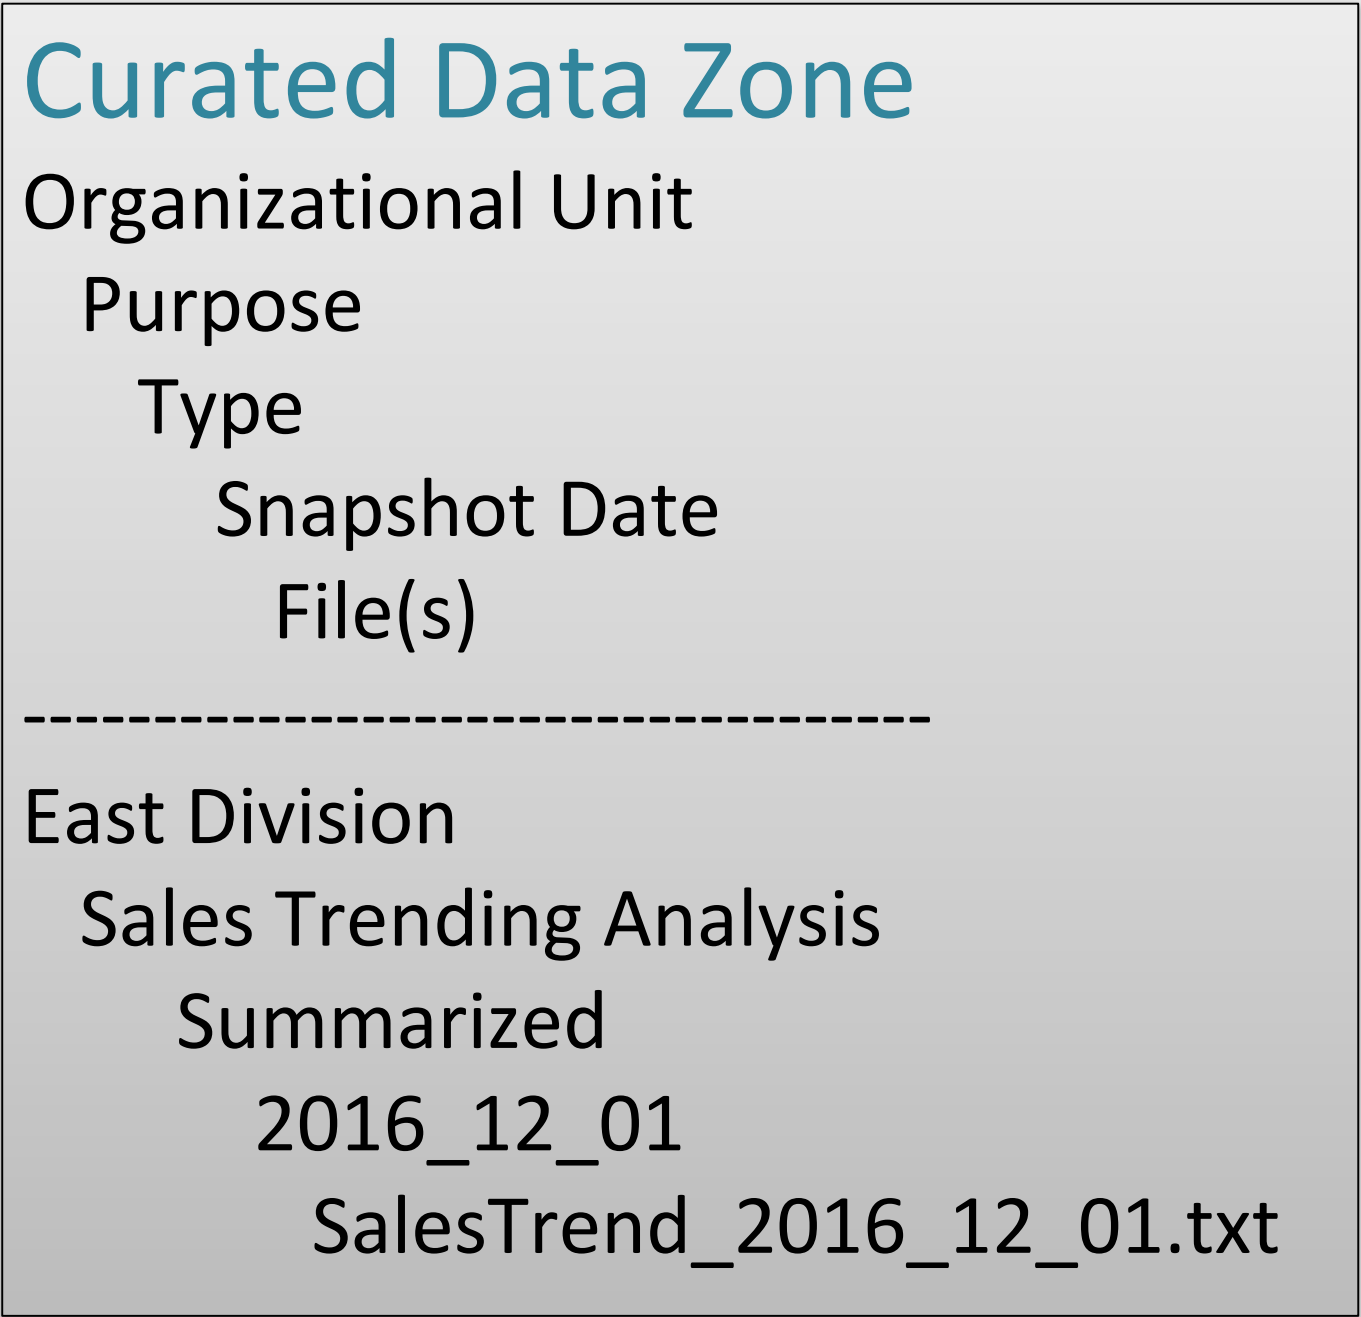 Curated Data Zone
Organizational Unit
Purpose
Type
Snapshot Date
File(s)
-----------------------------------
East Division
Sales Trending Analysis
Summarized
2016_12_01
SalesTrend_2016_12_01.txt